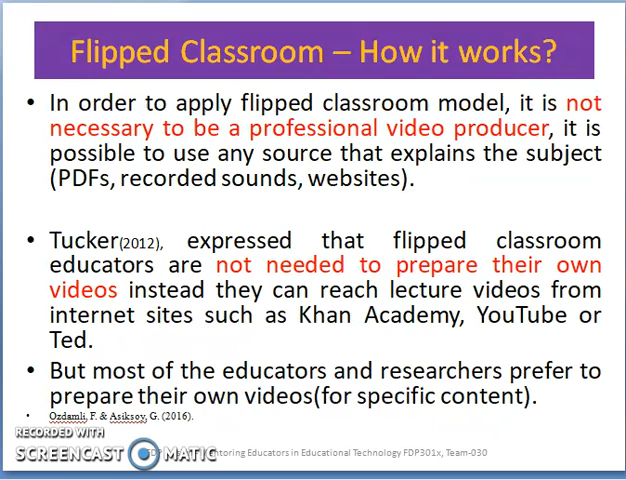 Flipped Classroom – How it works?
• In order to apply flipped classroom model, it is not
necessary to be a professional video producer, it is
possible to use any source that explains the subject
(PDFs, recorded sounds, websites).
• Tucker(2012), expressed that flipped classroom
educators are not needed to prepare their own
videos instead they can reach lecture videos from
internet sites such as Khan Academy, YouTube or
Ted.
• But most of the educators and researchers prefer to
prepare their own videos(for specific content).
• Ozdamli, F. & Asiksoy, G. (2016).
RECORDED WITH
SCREENCAST MATIC
Educators in Educational Technology FDP301x, Team-030